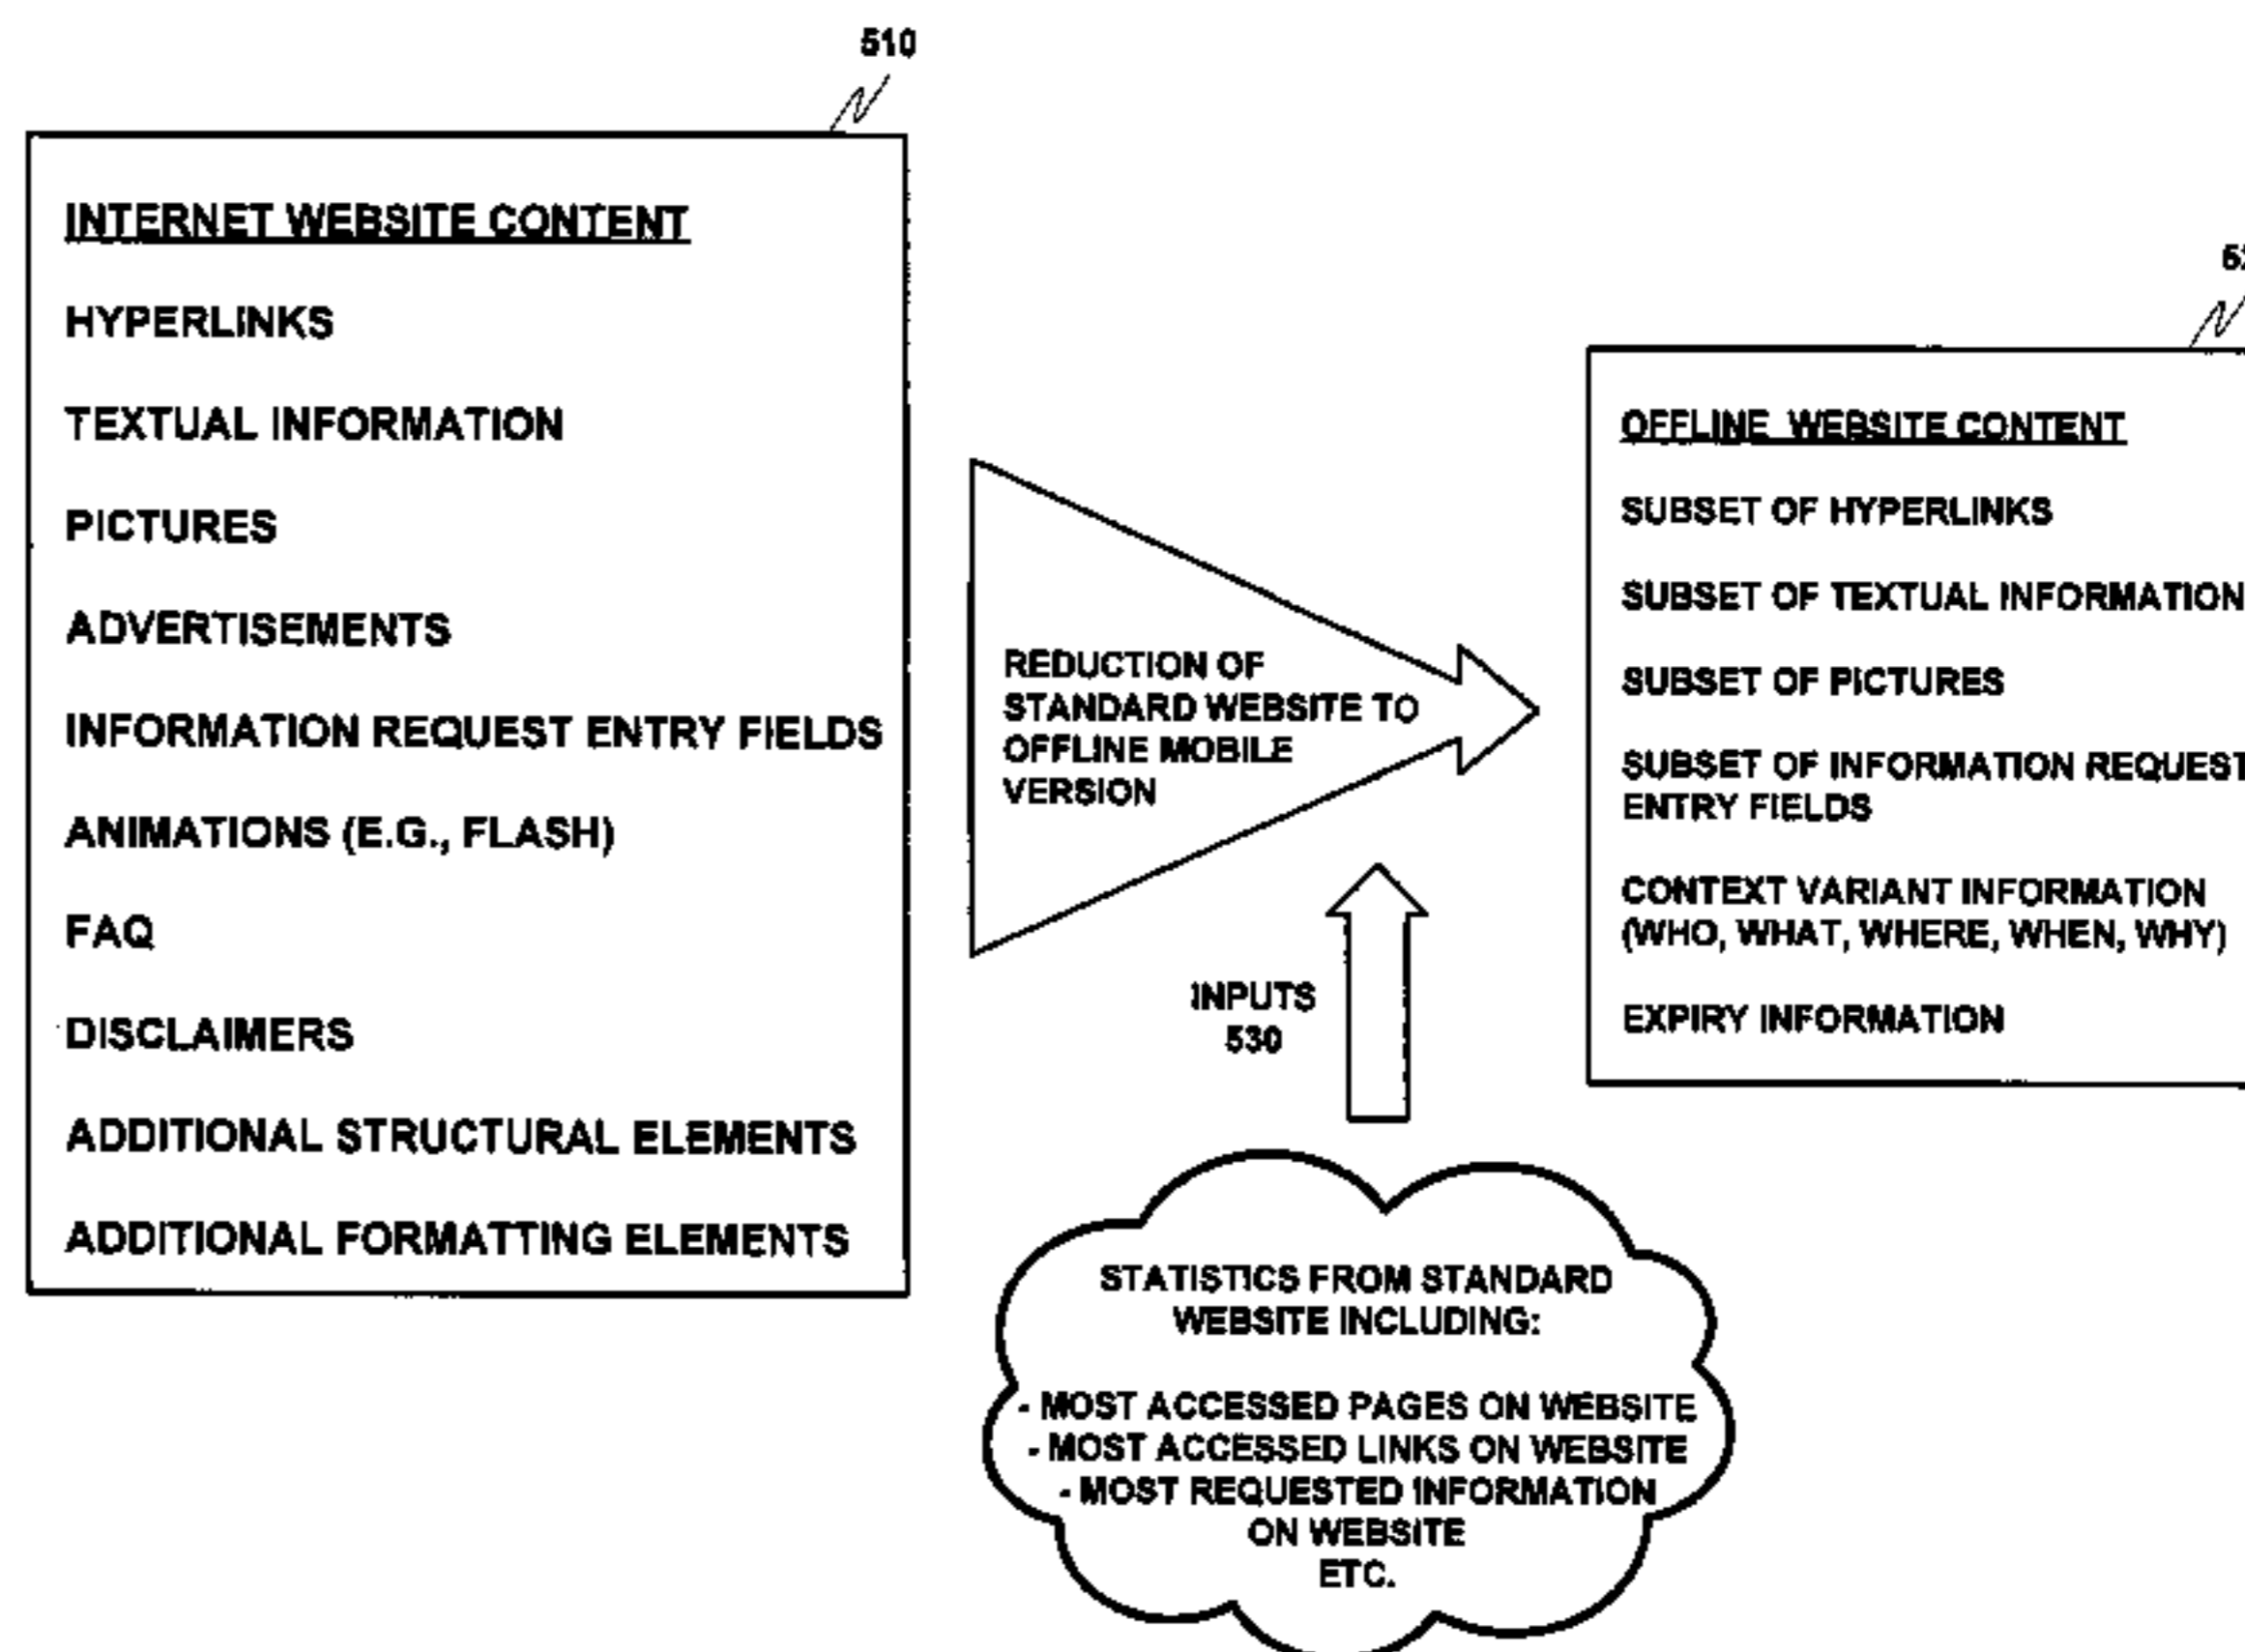 510
INTERNET WEBSITE CONTENT
HYPERLINKS
TEXTUAL INFORMATION
PICTURES
ADVERTISEMENTS
INFORMATION REQUEST ENTRY FIELDS
ANIMATIONS (E.G., FLASH)
FAQ
DISCLAIMERS
ADDITIONAL STRUCTURAL ELEMENTS
ADDITIONAL FORMATTING ELEMENTS
REDUCTION OF
STANDARD WEBSITE TO
OFFLINE MOBILE
VERSION
INPUTS
530
STATISTICS FROM STANDARD
WEBSITE INCLUDING:
- MOST ACCESSED PAGES ON WEBSITE
- MOST ACCESSED LINKS ON WEBSITE
- MOST REQUESTED INFORMATION
ON WEBSITE
ETC.
OFFLINE WEBSITE CONTENT
SUBSET OF HYPERLINKS
SUBSET OF TEXTUAL INFORMATION
SUBSET OF PICTURES
SUBSET OF INFORMATION REQUEST
ENTRY FIELDS
CONTEXT VARIANT INFORMATION
(WHO, WHAT, WHERE, WHEN, WHY)
EXPIRY INFORMATION